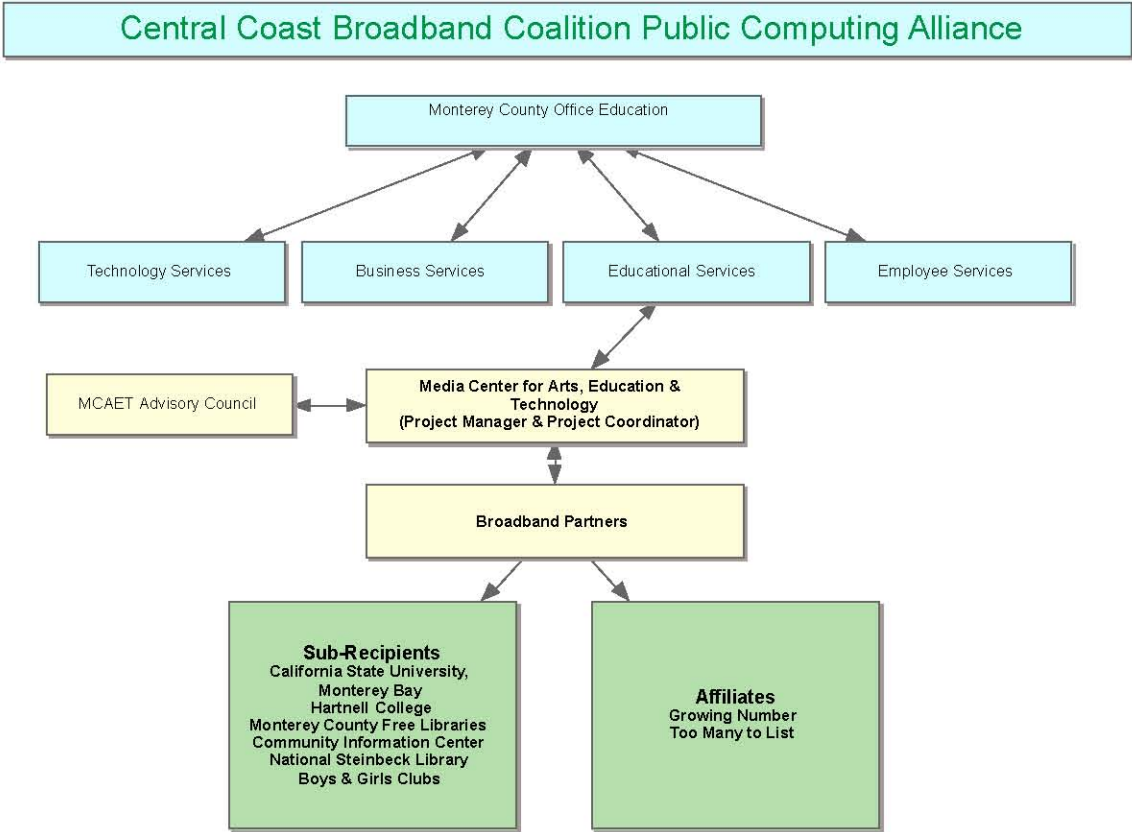 Central Coast Broadband Coalition Public Computing Alliance
Monterey County Office Education
Technology Services
Business Services
Educational Services
Employee Services
MCAET Advisory Council
Media Center for Arts, Education &
Technology
(Project Manager & Project Coordinator)
Broadband Partners
Sub-Recipients
California State University,
Monterey Bay
Hartnell College
Monterey County Free Libraries
Community Information Center
National Steinbeck Library
Boys & Girls Clubs
Affiliates
Growing Number
Too Many to List